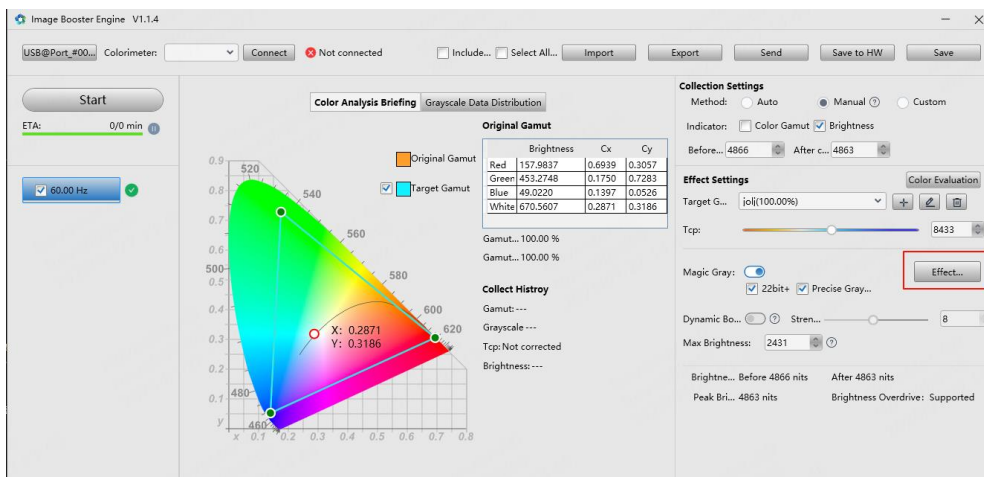 Image Booster Engine V1.1.4
USB@Port_#00... Colorimeter: Connect Not connected Include... Select All... Import Export Send Save to HW Save
Start
ETA: 0/0 min
60.00 Hz
Color Analysis Briefing Grayscale Data Distribution
Original Gamut
Target Gamut
0.9
0.8
0.7
0.6
0.5
0.4
0.3
0.2
0.1
y
x 0.1 0.2 0.3 0.4 0.5 0.6 0.7 0.8
520
540
560
580
600
620
500
480
460
X: 0.2871
Y: 0.3186
Original Gamut
Brightness Cx Cy
Red 157.9837 0.6939 0.3057
Green 453.2748 0.1750 0.7283
Blue 49.0220 0.1397 0.0526
White 670.5607 0.2871 0.3186
Gamut... 100.00 %
Gamut... 100.00 %
Collect Histroy
Gamut: ---
Grayscale ---
Tcp: Not corrected
Brightness: ---
Collection Settings
Method: Auto Manual ? Custom
Indicator: Color Gamut Brightness
Before... 4866 After c... 4863
Effect Settings Color Evaluation
Target G... joli(100.00%) +
Tcp: 8433
Magic Gray: Effect...
22bit+ Precise Gray...
Dynamic Bo... ? Stren... 8
Max Brightness: 2431 ?
Brightne... Before 4866 nits After 4863 nits
Peak Bri... 4863 nits Brightness Overdrive: Supported